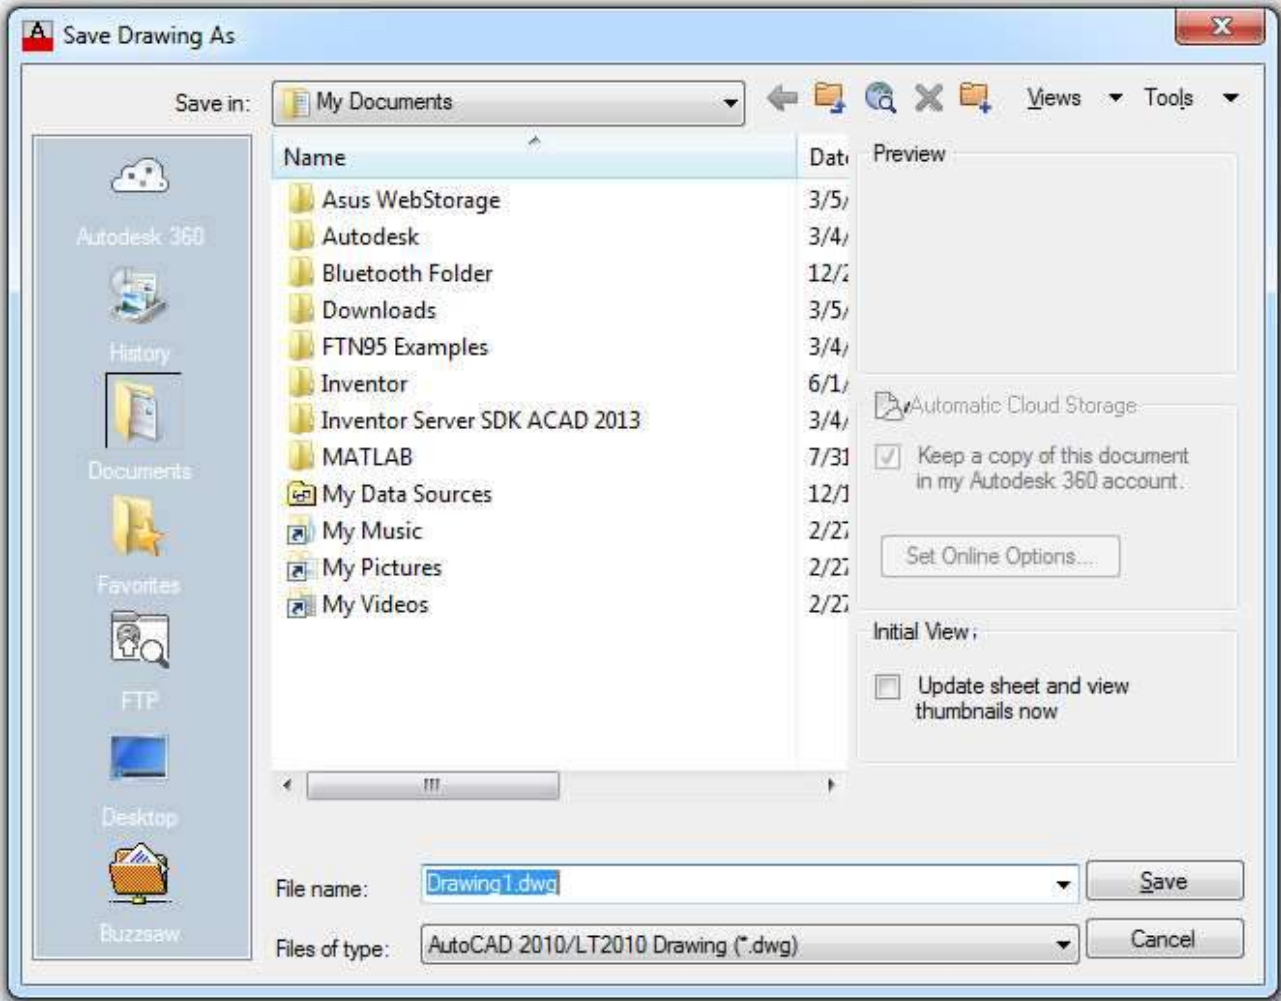 Save Drawing As
Save in:
My Documents
Views
Tools
Autodesk 360
History
Documents
Favorites
FTP
Desktop
Buzzsaw
Name
Asus WebStorage
Autodesk
Bluetooth Folder
Downloads
FTN95 Examples
Inventor
Inventor Server SDK ACAD 2013
MATLAB
My Data Sources
My Music
My Pictures
My Videos
Date
3/5/
3/4/
12/2
3/5/
3/4/
6/1/
3/4/
7/31
12/1
2/27
2/27
2/27
Preview
Automatic Cloud Storage
Keep a copy of this document
in my Autodesk 360 account.
Set Online Options...
Initial View:
Update sheet and view
thumbnails now
File name:
Drawing1.dwg
Save
Files of type:
AutoCAD 2010/LT2010 Drawing (*.dwg)
Cancel